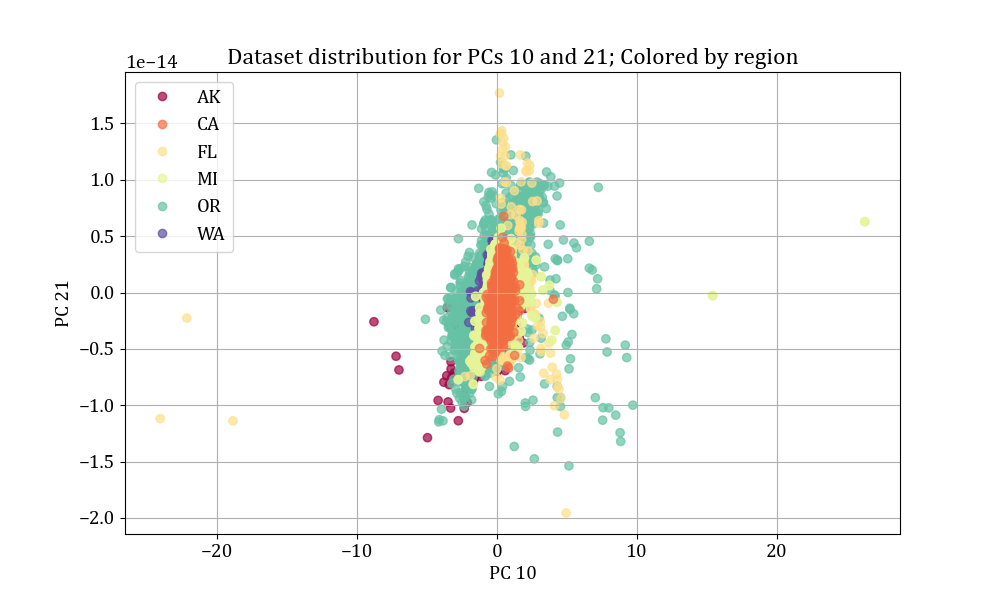 Dataset distribution for PCs 10 and 21; Colored by region
1e−14
AK
CA
FL
MI
OR
WA
1.5
1.0
0.5
0.0
−0.5
−1.0
−1.5
−2.0
PC 21
−20
−10
0
10
20
PC 10